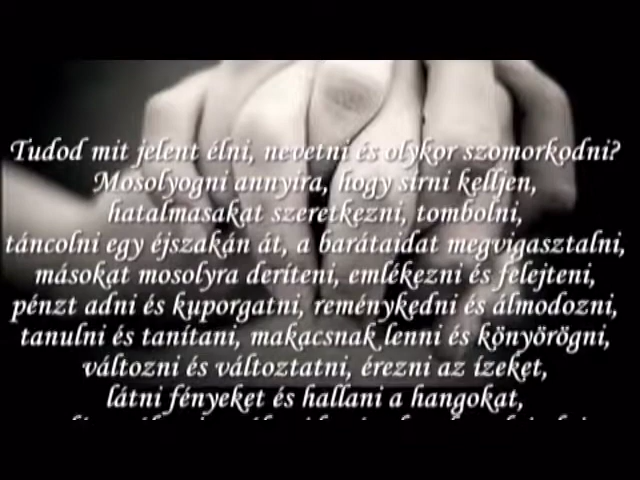 Tudod mit jelent élni, nevetni és olykor szomorkodni?
Mosolyogni annyira, hogy sírni kelljen,
hatalmasakat szeretkezni, tombolni,
táncolni egy éjszakán át, a barátaidat megvigasztalni,
másokat mosolyra deríteni, emlékezni és felejteni,
pénzt adni és kuporgatni, reménykedni és álmodozni,
tanulni és tanítani, makacsnak lenni és könyörögni,
változni és változtatni, érezni az ízeket,
látni fényeket és hallani a hangokat,